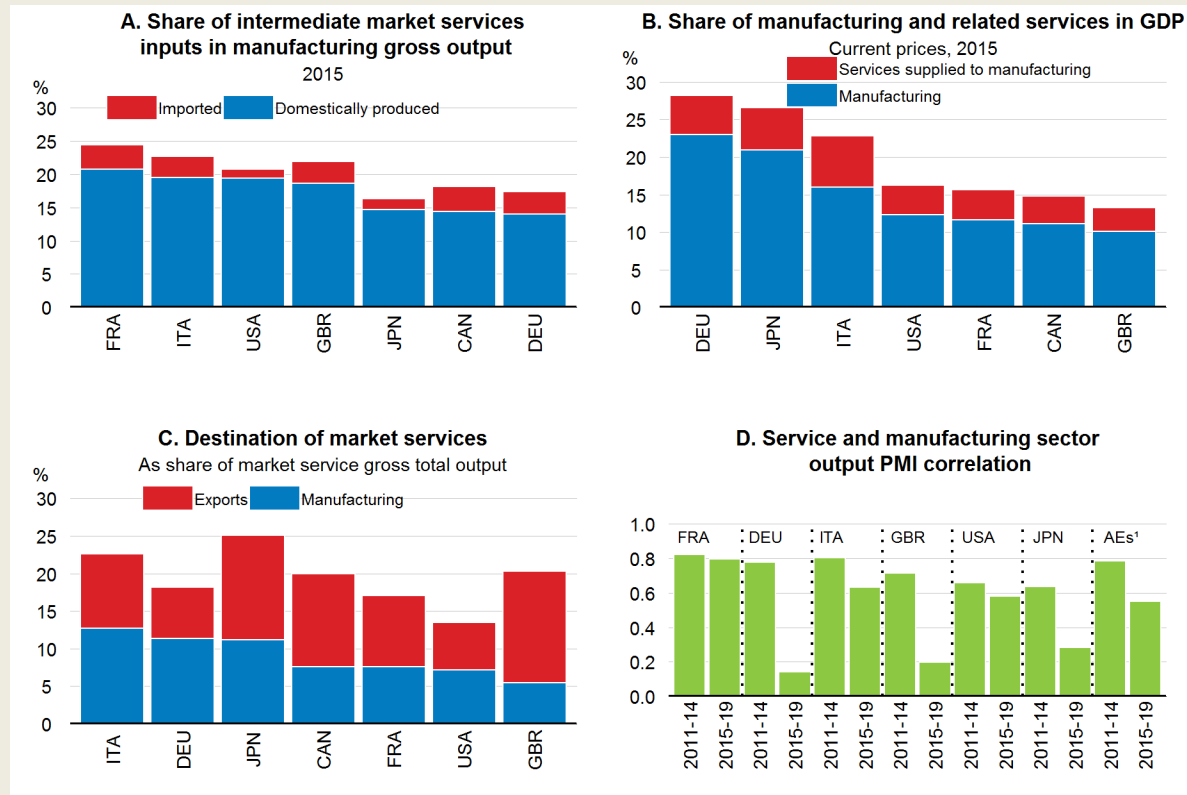 A. Share of intermediate market services
inputs in manufacturing gross output
2015
%
Imported Domestically produced
30
25
20
15
10
5
0
FRA ITA USA GBR JPN CAN DEU
B. Share of manufacturing and related services in GDP
Current prices, 2015
%
Services supplied to manufacturing
Manufacturing
30
25
20
15
10
5
0
DEU JPN ITA USA FRA CAN GBR
C. Destination of market services
As share of market service gross total output
%
Exports Manufacturing
30
25
20
15
10
5
0
ITA DEU JPN CAN FRA USA GBR
D. Service and manufacturing sector
output PMI correlation
1.0
FRA DEU ITA GBR USA JPN AEs¹
0.8
0.6
0.4
0.2
0.0
2011-14 2015-19 2011-14 2015-19 2011-14 2015-19 2011-14 2015-19 2011-14 2015-19 2011-14 2015-19 2011-14 2015-19